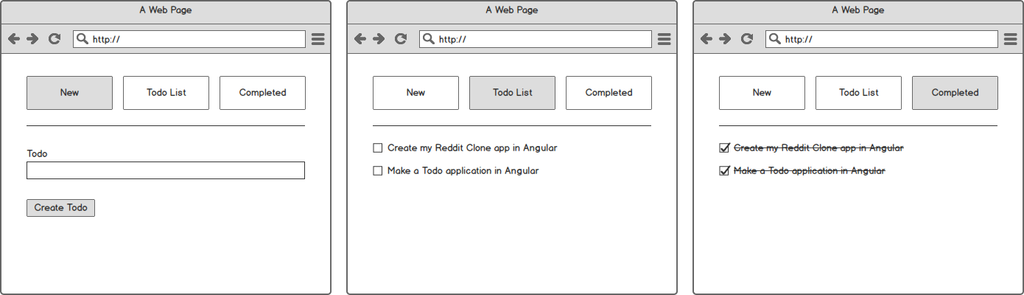 A Web Page
http://
New
Todo List
Completed
Todo
Create Todo
A Web Page
http://
New
Todo List
Completed
Create my Reddit Clone app in Angular
Make a Todo application in Angular
A Web Page
http://
New
Todo List
Completed
Create my Reddit Clone app in Angular
Make a Todo application in Angular